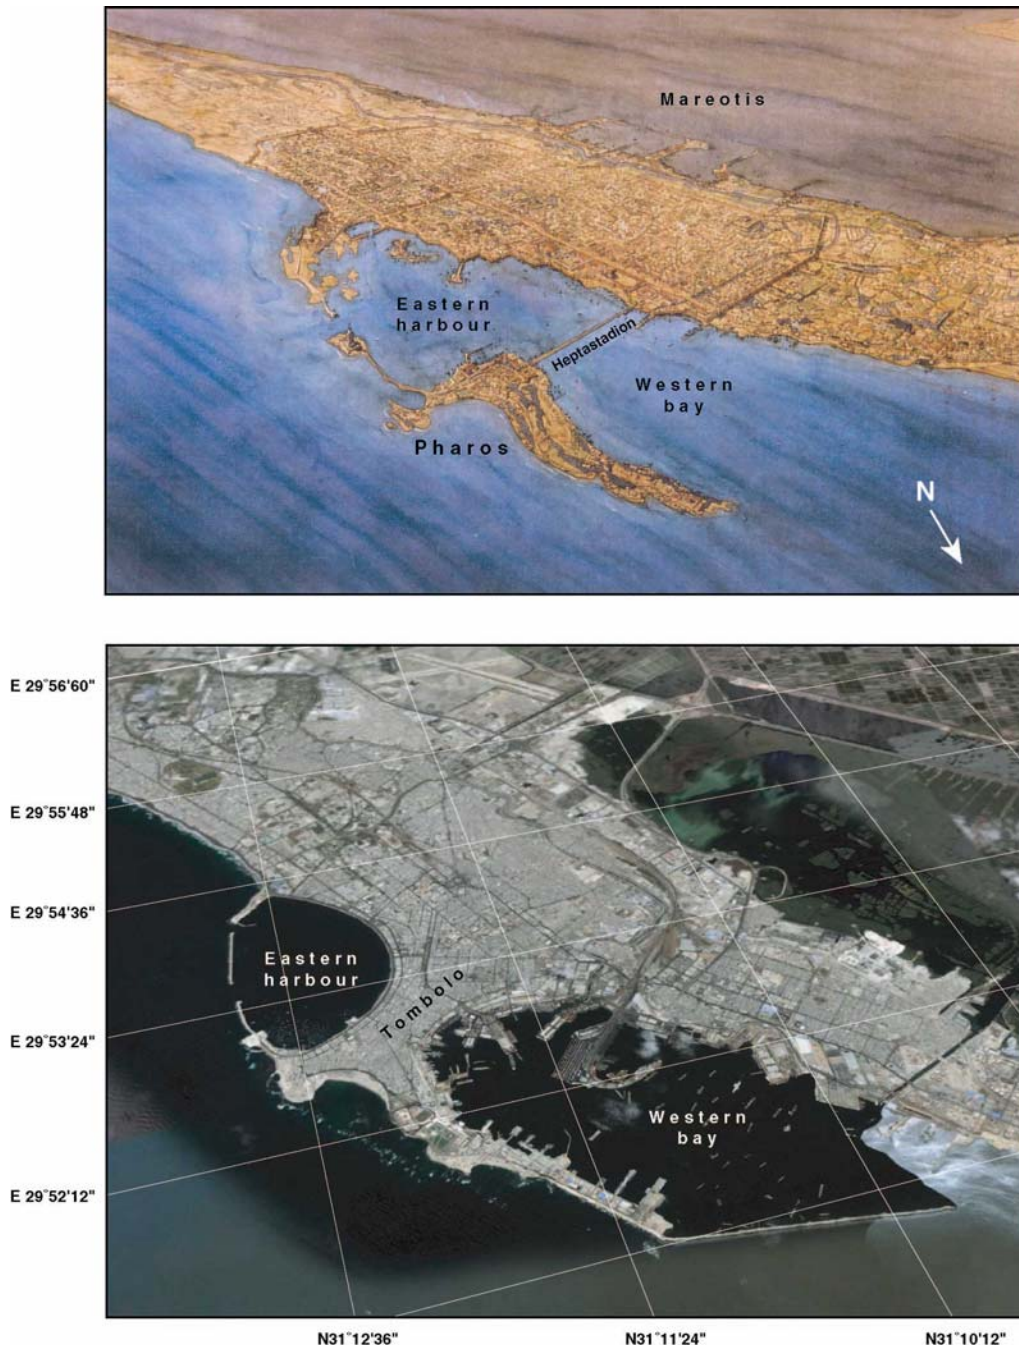 Mareotis
Eastern
harbour
Heptastadion
Western
bay
Pharos
N
E 29°56'60"
E 29°55'48"
E 29°54'36"
Eastern
harbour
Tombolo
E 29°53'24"
Western
bay
E 29°52'12"
N31°12'36"
N31°11'24"
N31°10'12"